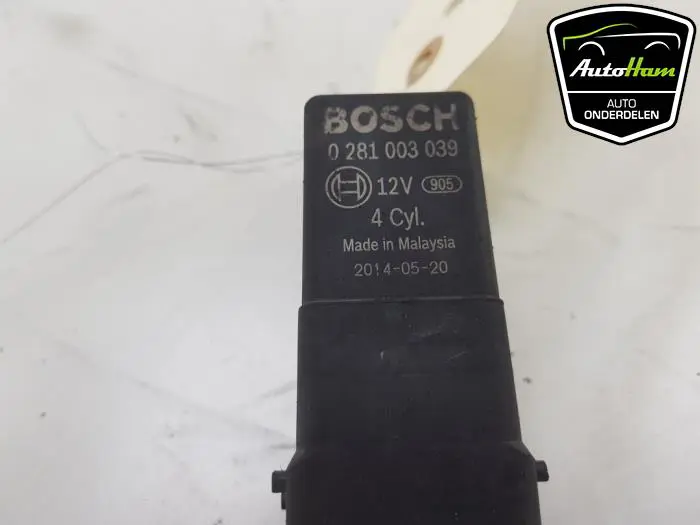 AutoHam
AUTO
ONDERDELEN
BOSCH
0 281 003 039
12V 905
4 Cyl.
Made in Malaysia
2014-05-20